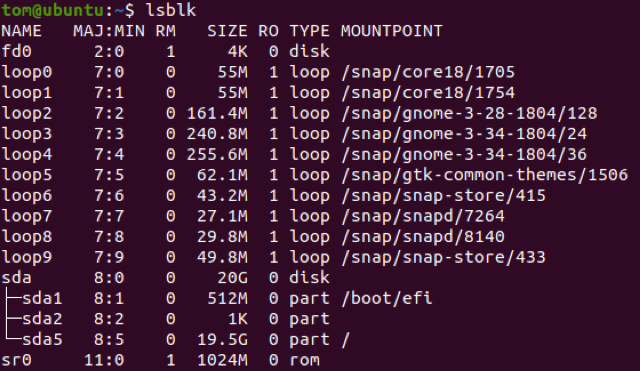 tom@ubuntu:~$ lsblk
NAME   MAJ:MIN RM   SIZE RO TYPE MOUNTPOINT
fd0      2:0    1     4K  0 disk
loop0    7:0    0    55M  1 loop /snap/core18/1705
loop1    7:1    0    55M  1 loop /snap/core18/1754
loop2    7:2    0 161.4M  1 loop /snap/gnome-3-28-1804/128
loop3    7:3    0 240.8M  1 loop /snap/gnome-3-34-1804/24
loop4    7:4    0 255.6M  1 loop /snap/gnome-3-34-1804/36
loop5    7:5    0  62.1M  1 loop /snap/gtk-common-themes/1506
loop6    7:6    0  43.2M  1 loop /snap/snap-store/415
loop7    7:7    0  27.1M  1 loop /snap/snapd/7264
loop8    7:8    0  29.8M  1 loop /snap/snapd/8140
loop9    7:9    0  49.8M  1 loop /snap/snap-store/433
sda      8:0    0    20G  0 disk
├─sda1   8:1    0   512M  0 part /boot/efi
├─sda2   8:2    0     1K  0 part
└─sda5   8:5    0  19.5G  0 part /
sr0     11:0    1  1024M  0 rom